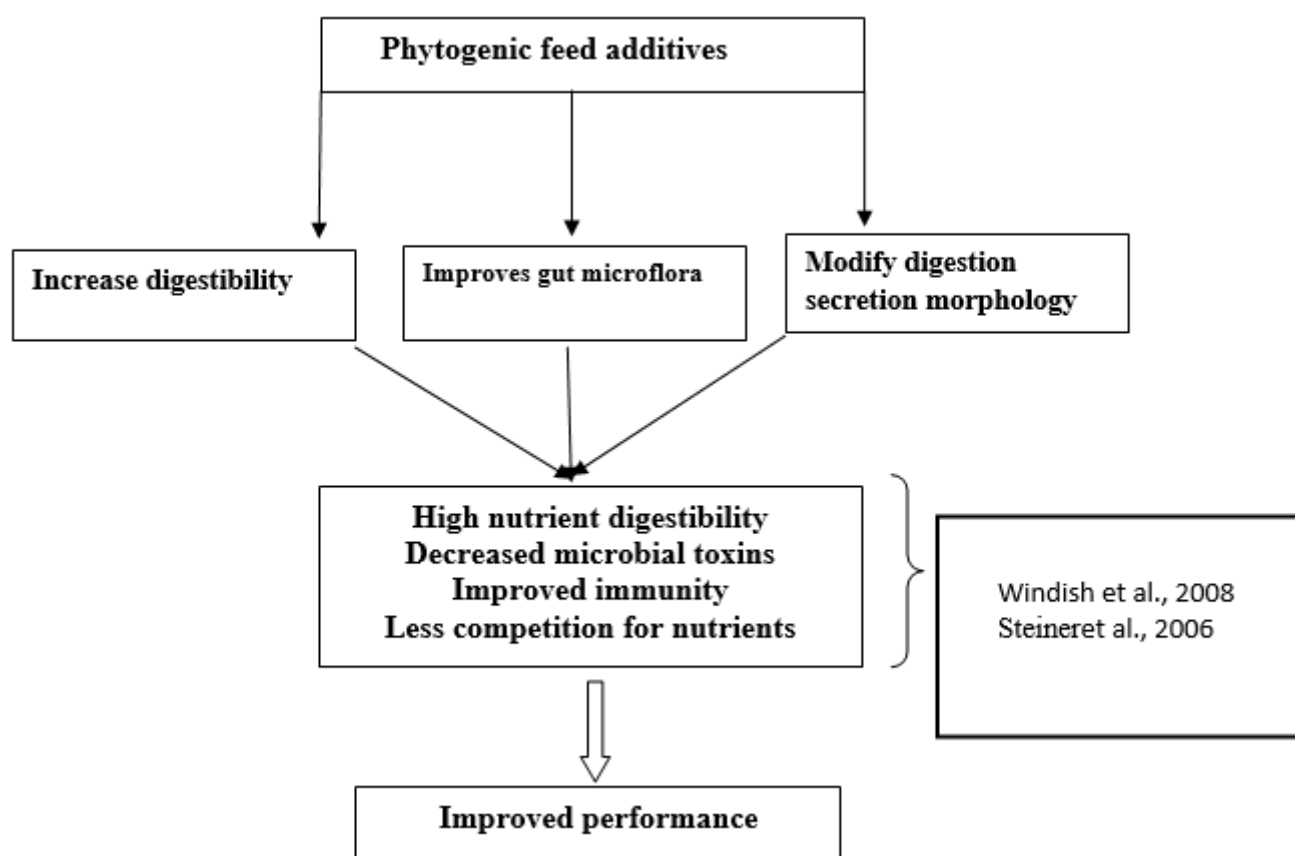 Phytogenic feed additives
Increase digestibility
Improves gut microflora
Modify digestion
secretion morphology
High nutrient digestibility
Decreased microbial toxins
Improved immunity
Less competition for nutrients
Windish et al., 2008
Steineret al., 2006
Improved performance